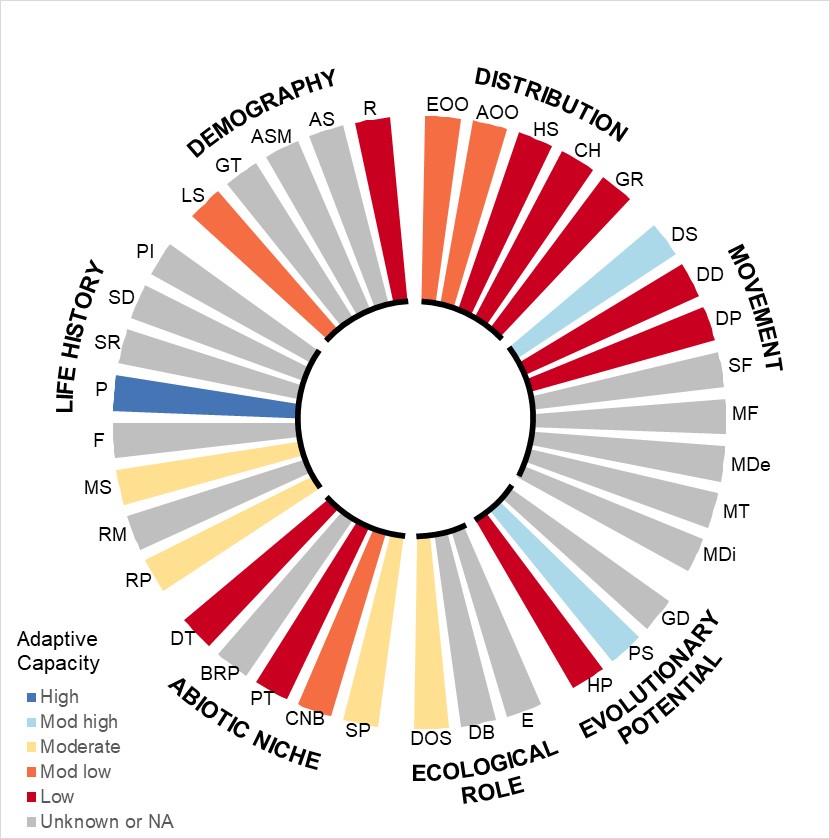 DISTRIBUTION
EOO
AOO
HS
CH
GR
MOVEMENT
DS
DD
DP
SF
MF
MDe
MT
MDi
EVOLUTIONARY
POTENTIAL
GD
PS
HP
ECOLOGICAL
ROLE
E
DB
DOS
ABIOTIC NICHE
SP
CNB
PT
BRP
DT
LIFE HISTORY
RP
RM
MS
F
P
SR
SD
PI
DEMOGRAPHY
LS
GT
ASM
AS
R
Adaptive
Capacity
High
Mod high
Moderate
Mod low
Low
Unknown or NA